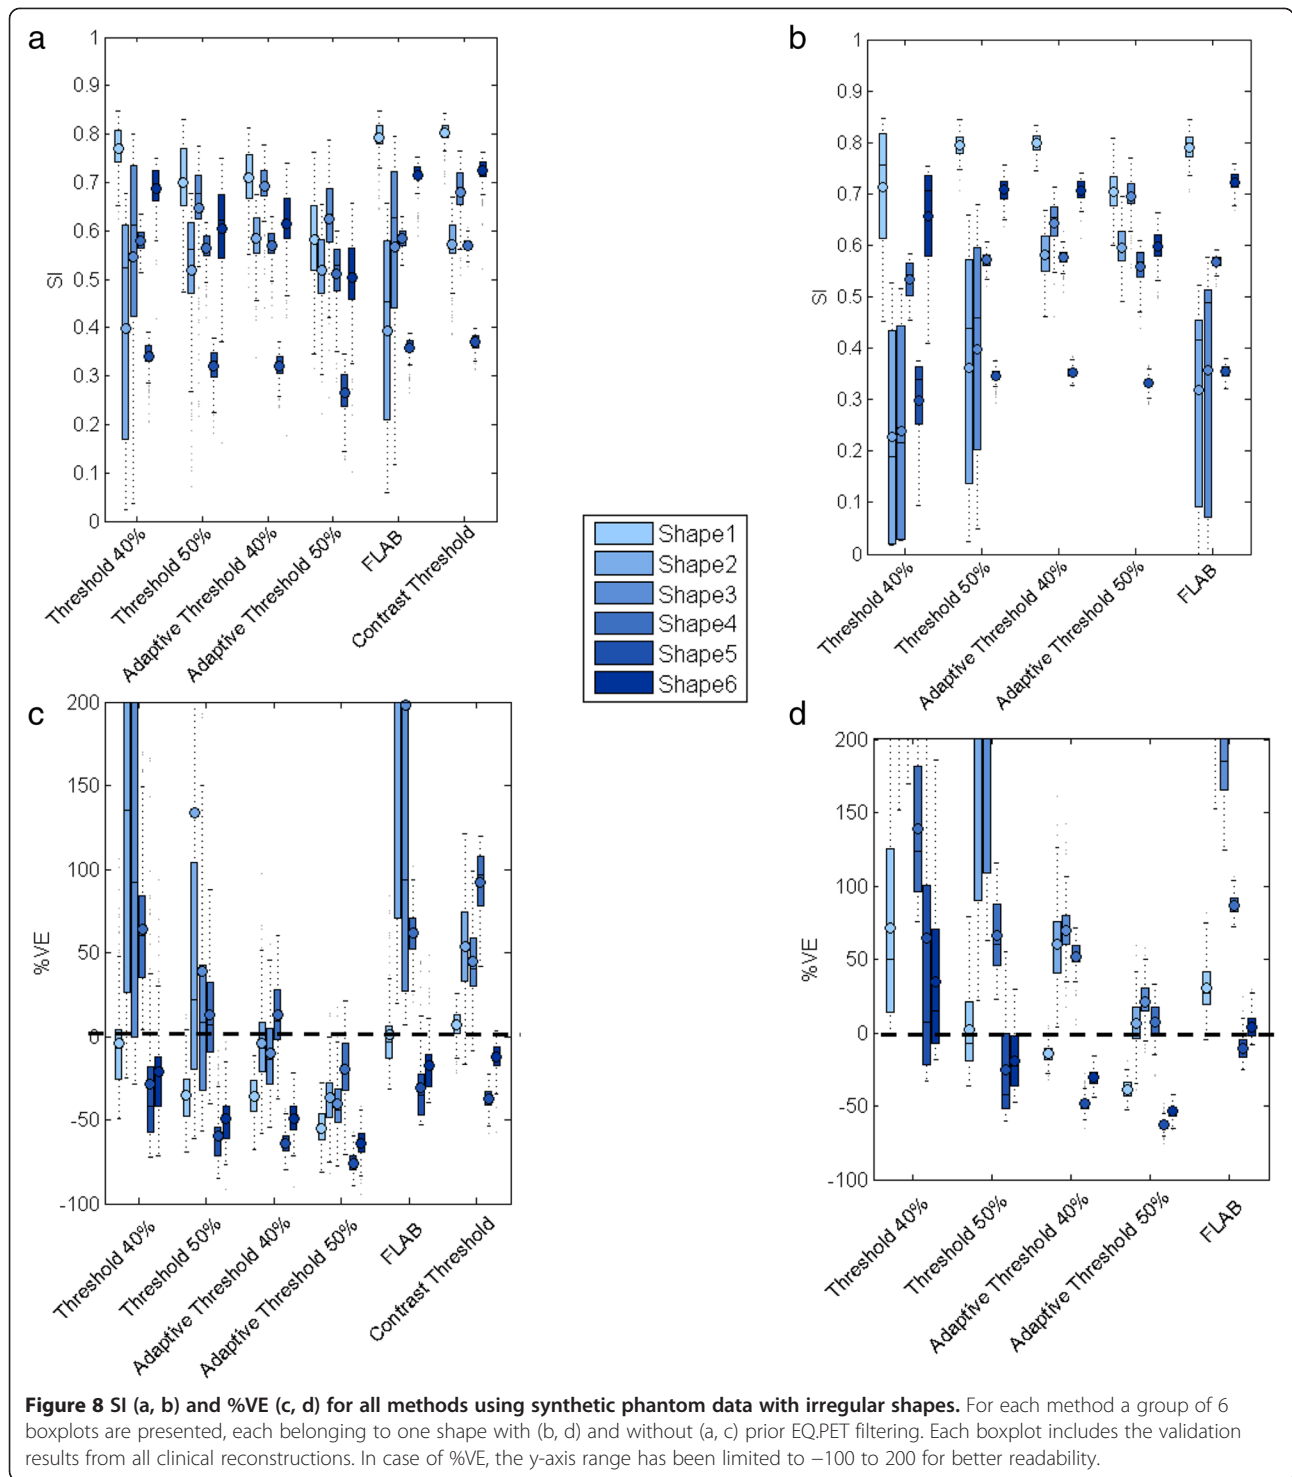 a
1
0.9
0.8
0.7
0.6
0.5
0.4
0.3
0.2
0.1
0
SI
Threshold 40%
Threshold 50%
Adaptive Threshold 40%
Adaptive Threshold 50%
FLAB
Contrast Threshold
b
1
0.9
0.8
0.7
0.6
0.5
0.4
0.3
0.2
0.1
0
SI
Threshold 40%
Threshold 50%
Adaptive Threshold 40%
Adaptive Threshold 50%
FLAB
Shape1
Shape2
Shape3
Shape4
Shape5
Shape6
c
200
150
100
50
0
-50
-100
%VE
Threshold 40%
Threshold 50%
Adaptive Threshold 40%
Adaptive Threshold 50%
FLAB
Contrast Threshold
d
200
150
100
50
0
-50
-100
%VE
Threshold 40%
Threshold 50%
Adaptive Threshold 40%
Adaptive Threshold 50%
FLAB
Figure 8 SI (a, b) and %VE (c, d) for all methods using synthetic phantom data with irregular shapes. For each method a group of 6
boxplots are presented, each belonging to one shape with (b, d) and without (a, c) prior EQ.PET filtering. Each boxplot includes the validation
results from all clinical reconstructions. In case of %VE, the y-axis range has been limited to −100 to 200 for better readability.